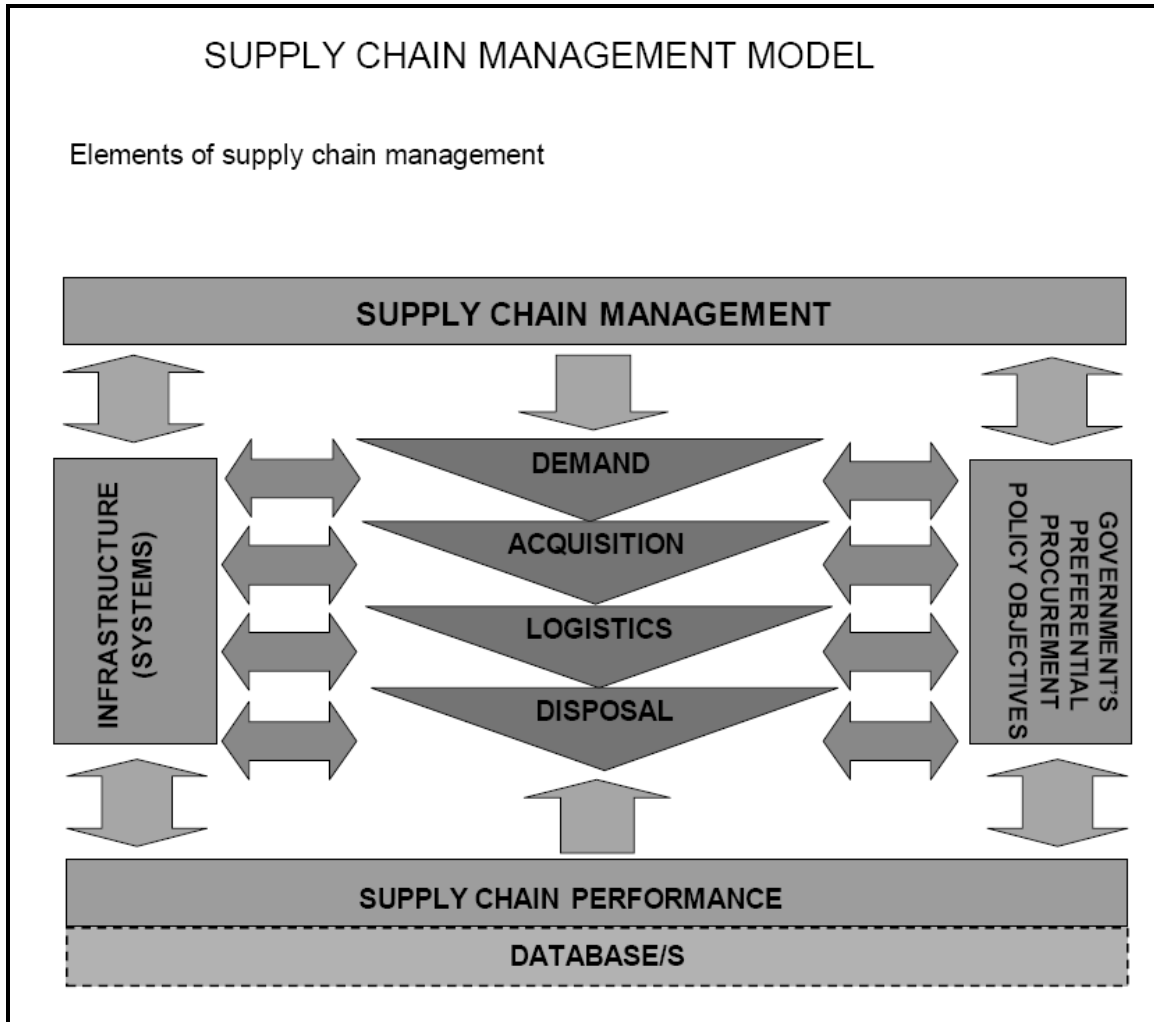 SUPPLY CHAIN MANAGEMENT MODEL
Elements of supply chain management
SUPPLY CHAIN MANAGEMENT
DEMAND
ACQUISITION
LOGISTICS
DISPOSAL
INFRASTRUCTURE
(SYSTEMS)
GOVERNMENT'S
PREFERENTIAL
PROCUREMENT
POLICY OBJECTIVES
SUPPLY CHAIN PERFORMANCE
DATABASE/S